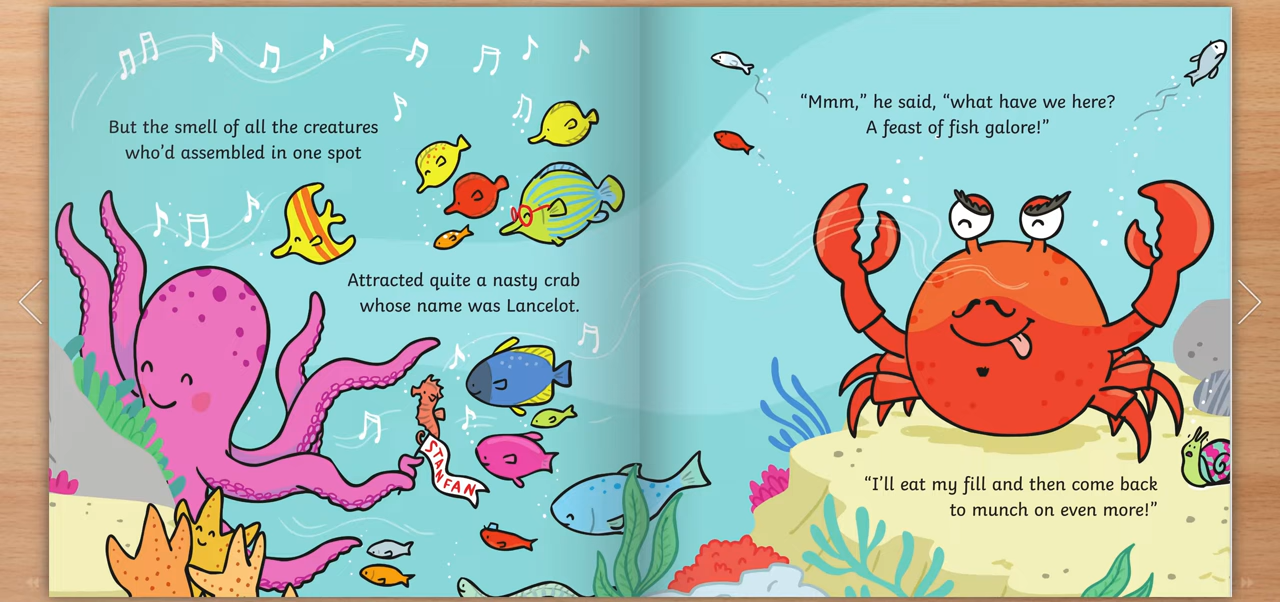 But the smell of all the creatures
who'd assembled in one spot
Attracted quite a nasty crab
whose name was Lancelot.
STANFAN
“Mmm,” he said, “what have we here?
A feast of fish galore!”
“I'll eat my fill and then come back
to munch on even more!”